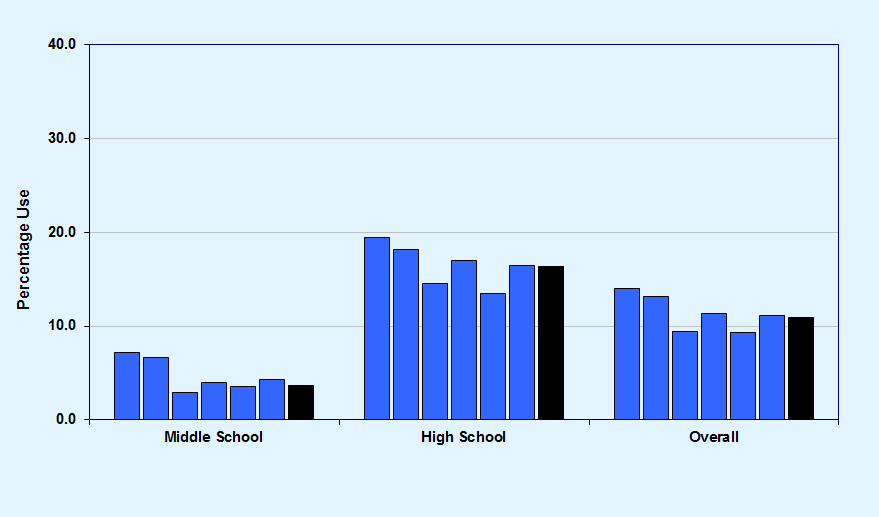 40.0
30.0
20.0
10.0
0.0
Percentage Use
Middle School
High School
Overall